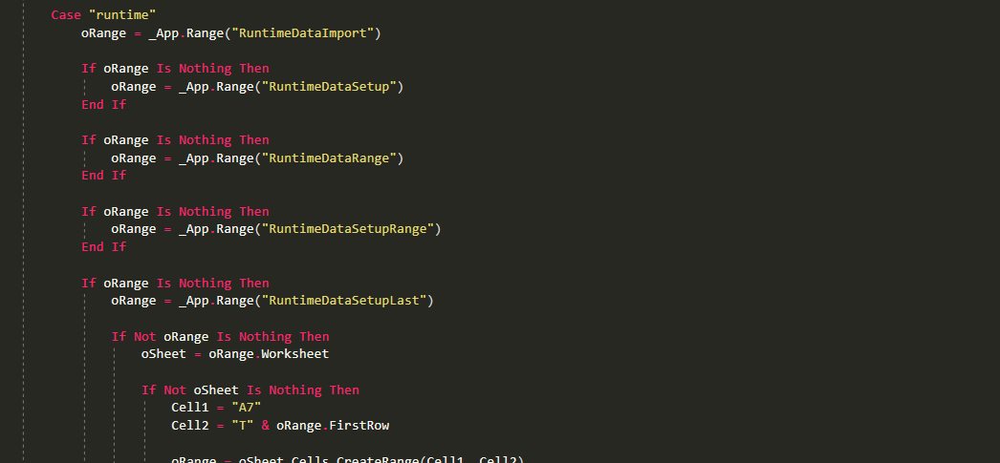 Case "runtime"
oRange = _App.Range("RuntimeDataImport")
If oRange Is Nothing Then
oRange = _App.Range("RuntimeDataSetup")
End If
If oRange Is Nothing Then
oRange = _App.Range("RuntimeDataRange")
End If
If oRange Is Nothing Then
oRange = _App.Range("RuntimeDataSetupRange")
End If
If oRange Is Nothing Then
oRange = _App.Range("RuntimeDataSetupLast")
If Not oRange Is Nothing Then
oSheet = oRange.Worksheet
If Not oSheet Is Nothing Then
Cell1 = "A7"
Cell2 = "T" & oRange.FirstRow
oRange = oSheet.Cells.CreateRange(Cell1, Cell2)